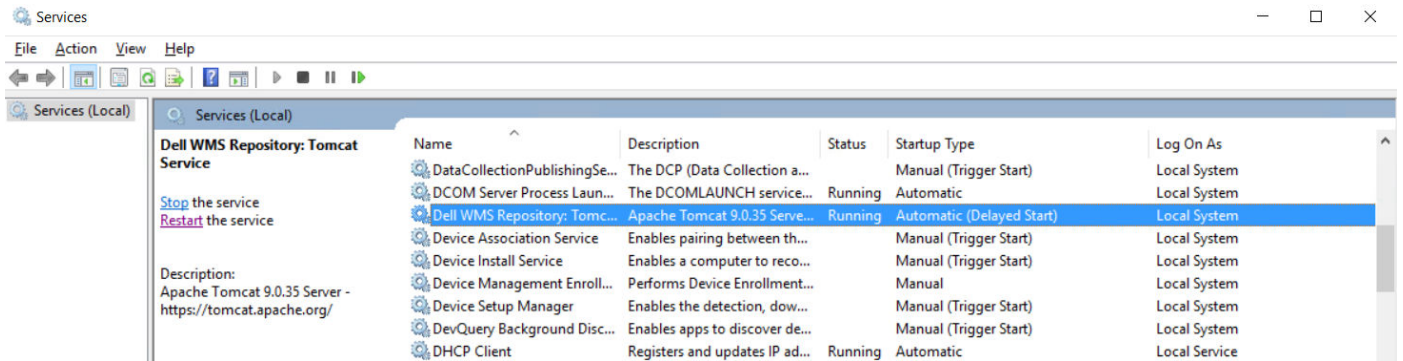 Services
File Action View Help
Services (Local)
Services (Local)
Dell WMS Repository: Tomcat
Service
Stop the service
Restart the service
Description:
Apache Tomcat 9.0.35 Server -
https://tomcat.apache.org/
Name Description Status Startup Type Log On As
DataCollectionPublishingSe... The DCP (Data Collection a... Manual (Trigger Start) Local System
DCOM Server Process Laun... The DCOMLAUNCH service... Running Automatic Local System
Dell WMS Repository: Tomc... Apache Tomcat 9.0.35 Serve... Running Automatic (Delayed Start) Local System
Device Association Service Enables pairing between th... Manual (Trigger Start) Local System
Device Install Service Enables a computer to reco... Manual (Trigger Start) Local System
Device Management Enroll... Performs Device Enrollment... Manual Local System
Device Setup Manager Enables the detection, dow... Manual (Trigger Start) Local System
DevQuery Background Disc... Enables apps to discover de... Manual (Trigger Start) Local System
DHCP Client Registers and updates IP ad... Running Automatic Local Service